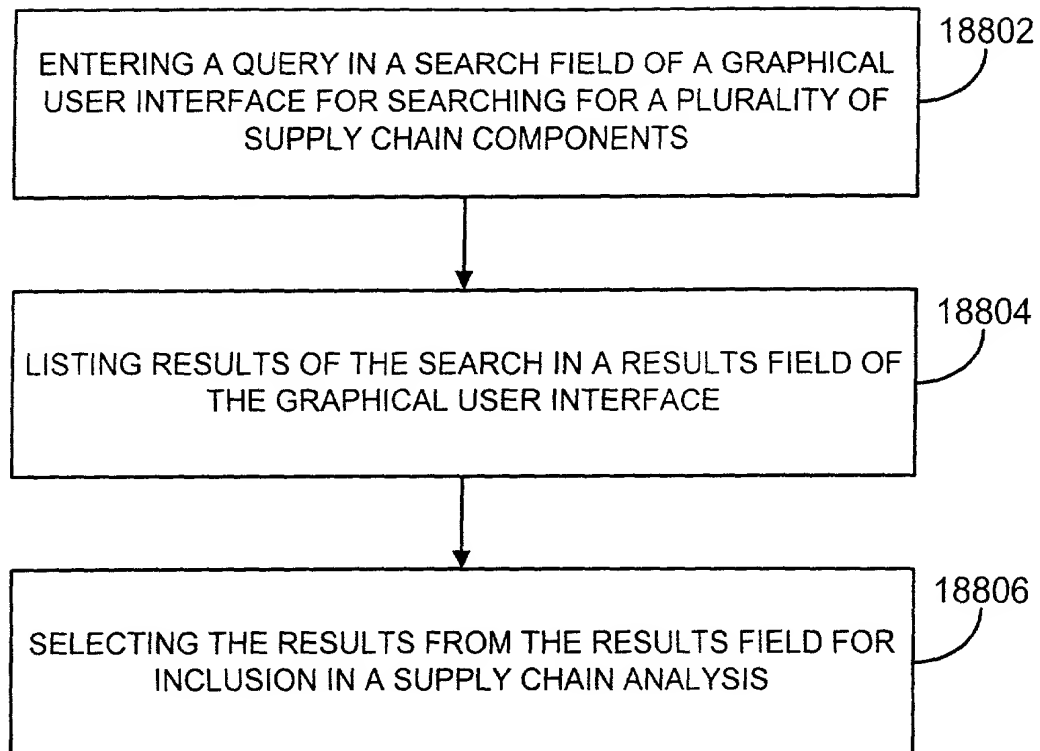 18802
ENTERING A QUERY IN A SEARCH FIELD OF A GRAPHICAL
USER INTERFACE FOR SEARCHING FOR A PLURALITY OF
SUPPLY CHAIN COMPONENTS
18804
LISTING RESULTS OF THE SEARCH IN A RESULTS FIELD OF
THE GRAPHICAL USER INTERFACE
18806
SELECTING THE RESULTS FROM THE RESULTS FIELD FOR
INCLUSION IN A SUPPLY CHAIN ANALYSIS